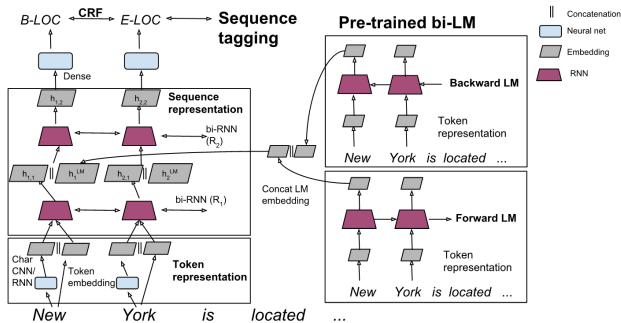 B-LOC CRF E-LOC
Sequence
tagging
Dense
h1,2 h2,2
Sequence
representation
bi-RNN
(R2)
h1,1 || h1LM h2,1 || h2LM
bi-RNN (R1)
Char
CNN/
RNN
|| ||
Token
embedding
Token
representation
New York is located ...
||
Concat LM
embedding
Pre-trained bi-LM
Backward LM
Token
representation
New York is located ...
Forward LM
Token
representation
New York is located ...
|| Concatenation
Neural net
Embedding
RNN